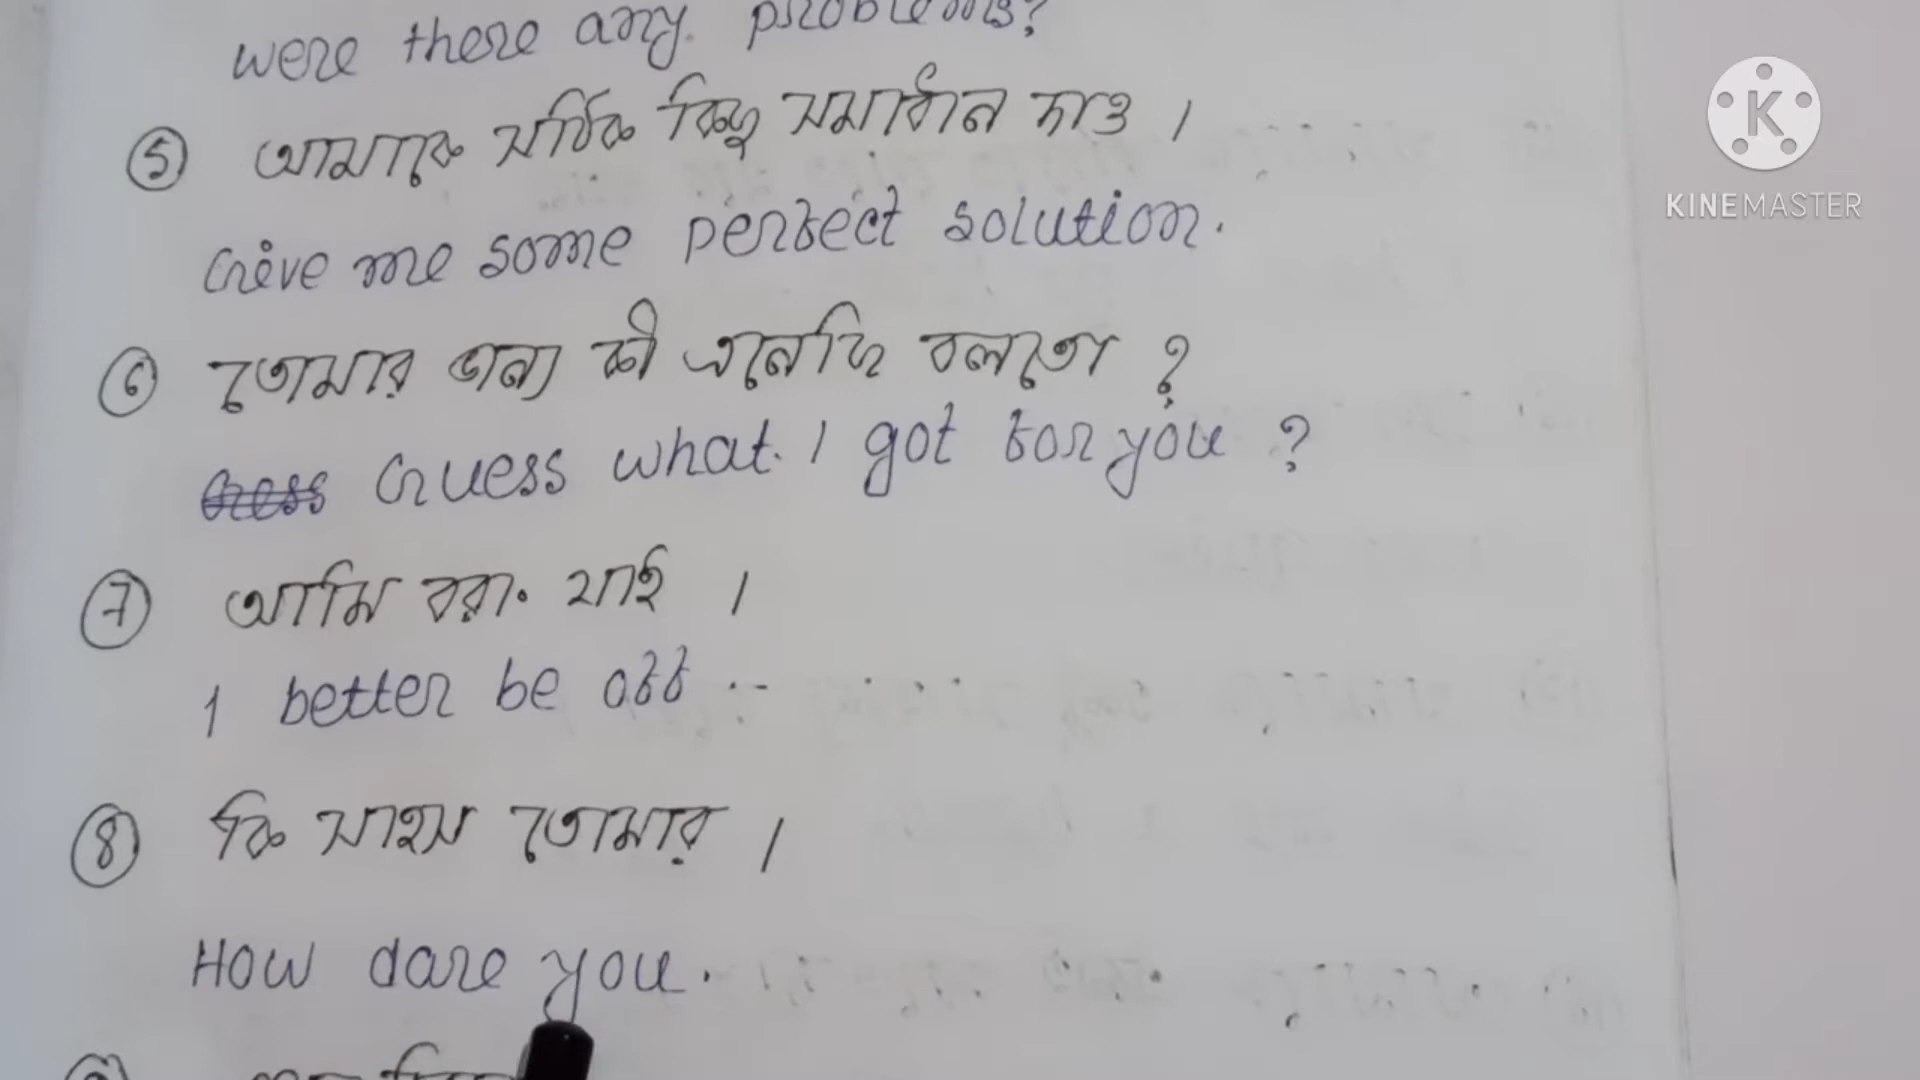 were there any problems?
5 আমাকে সঠিক কিছু সমাধান দাও ।
Give me some perfect solution.
6 তোমার জন্য কী এনেছি বলতো ?
Guess what I got for you ?
7 আমি বরং যাই ।
I better be off ..
8 কি সাহস তোমার ।
How dare you.
KINEMASTER